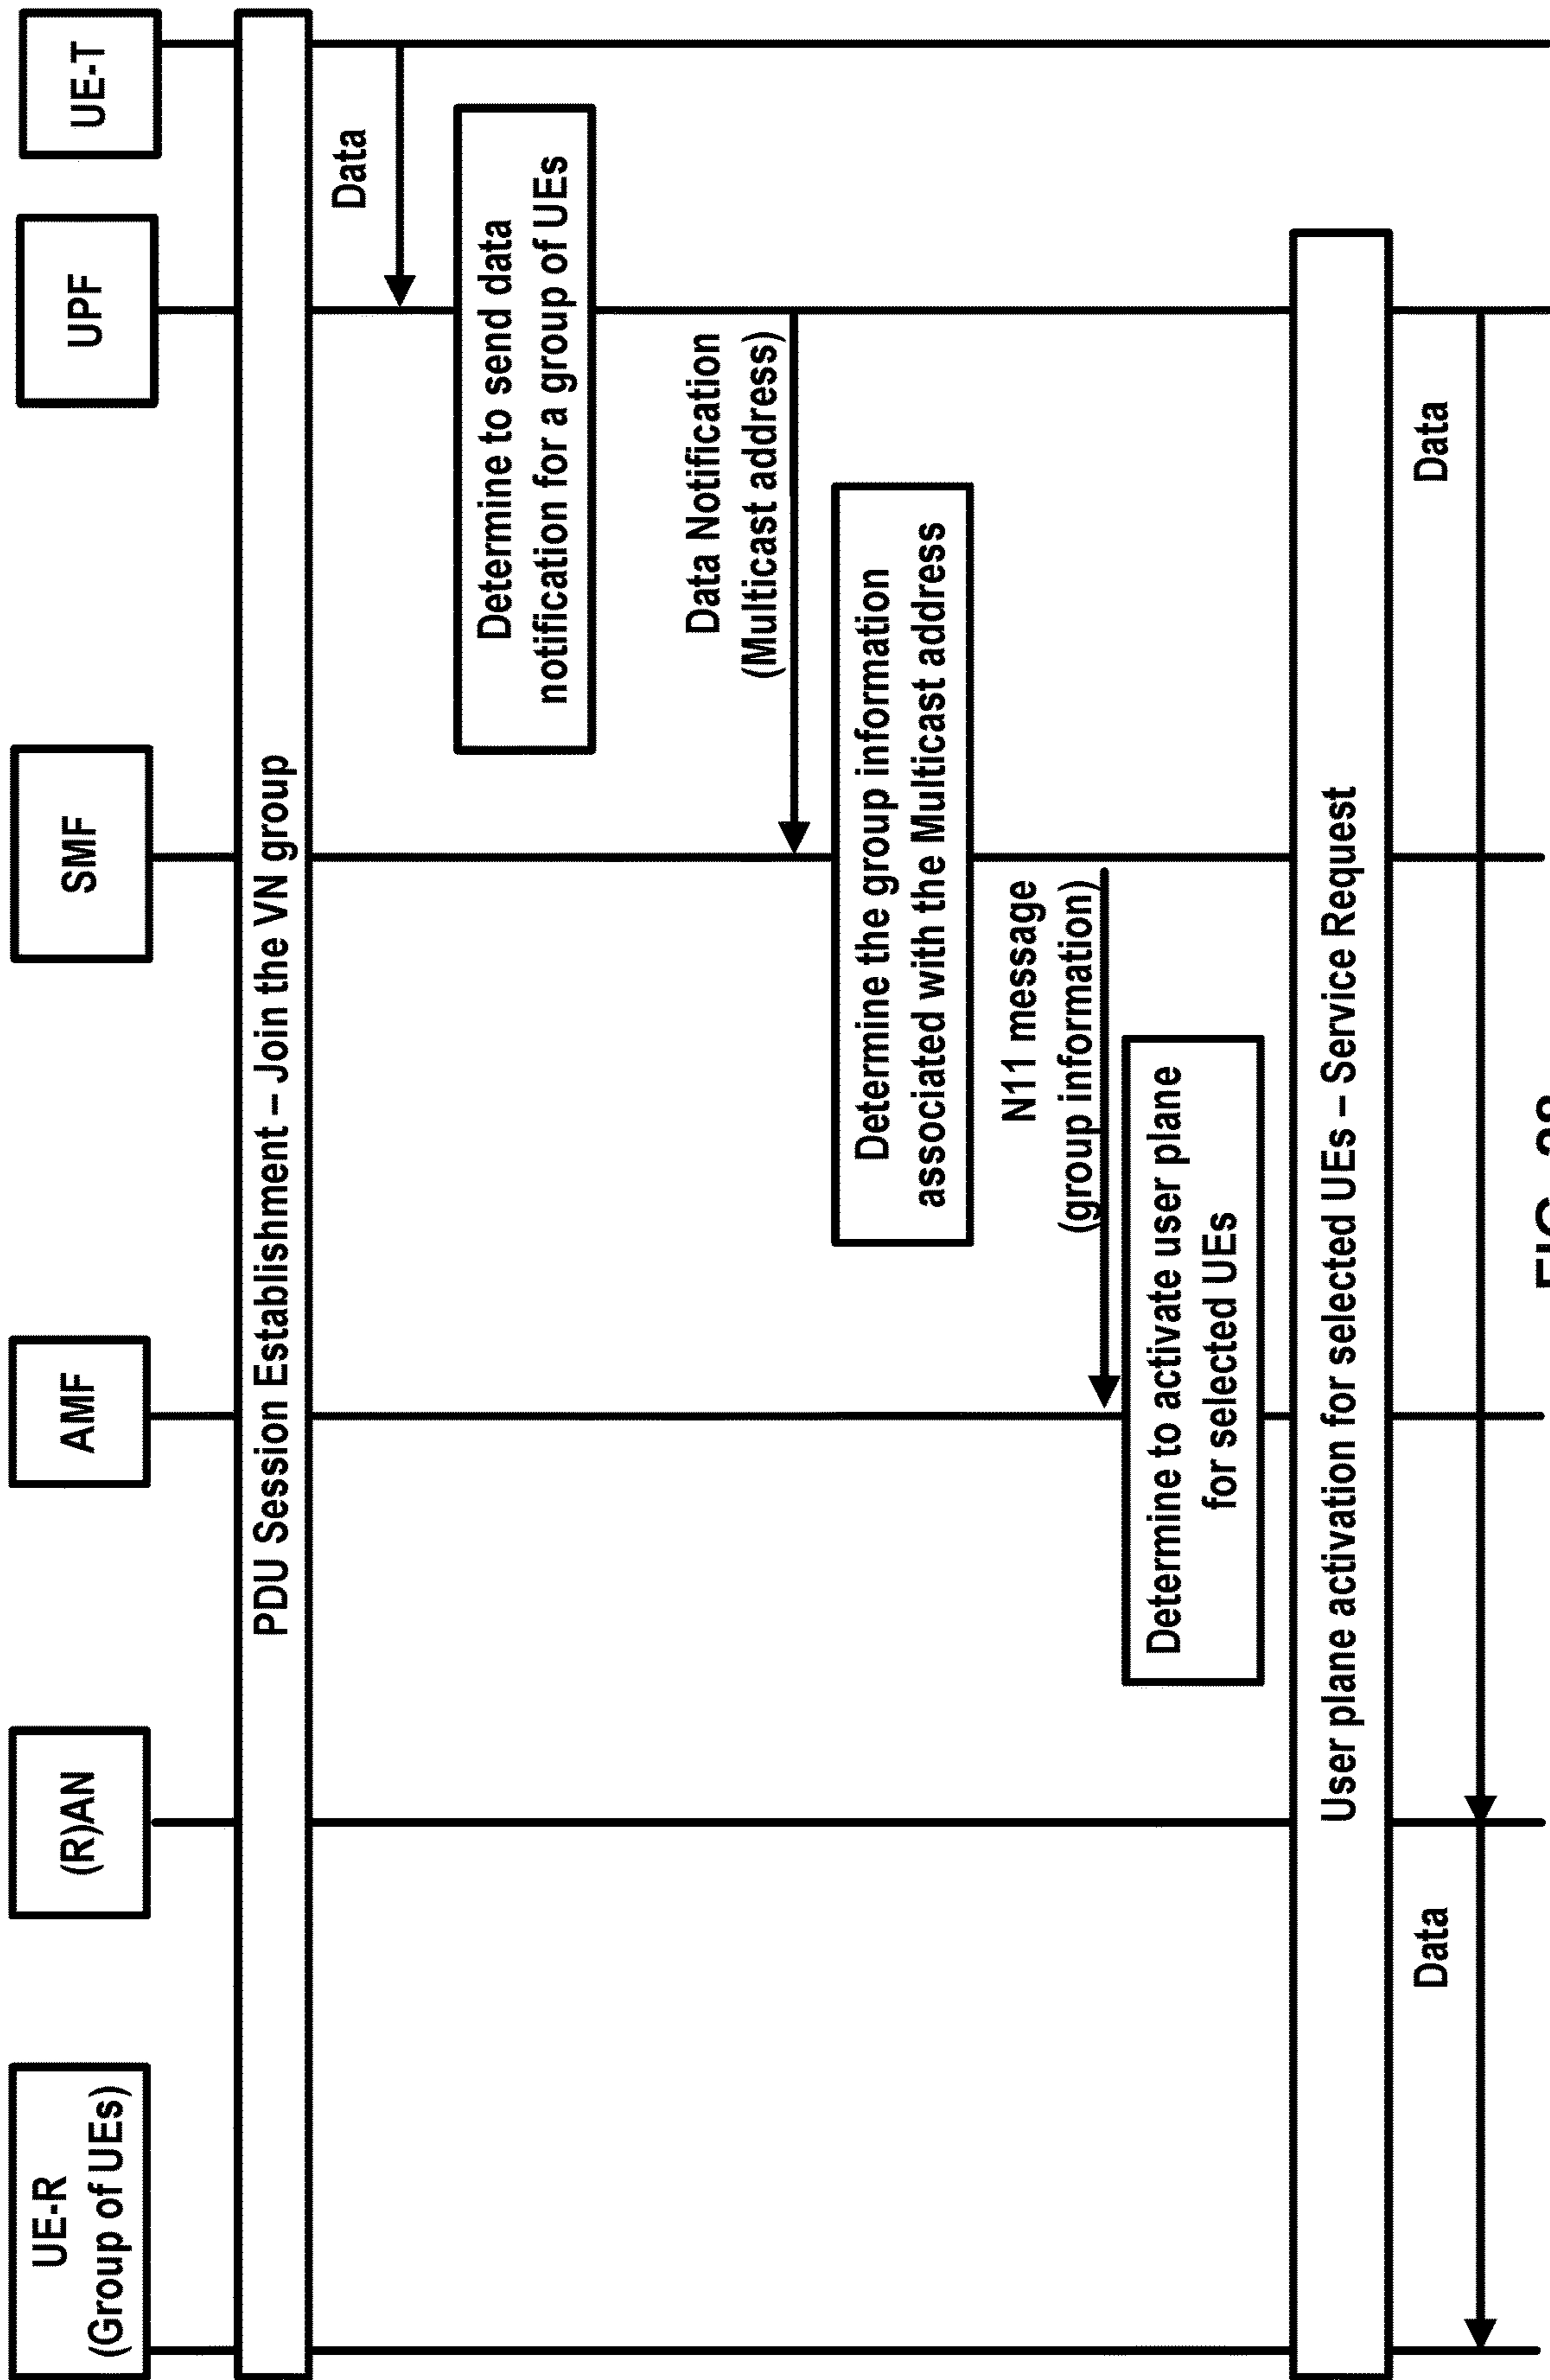 UE-R
(Group of UEs)
(R)AN
AMF
SMF
UPF
UE-T
PDU Session Establishment – Join the VN group
Data
Determine to send data
notification for a group of UEs
Data Notification
(Multicast address)
Determine the group information
associated with the Multicast address
N11 message
(group information)
Determine to activate user plane
for selected UEs
User plane activation for selected UEs – Service Request
Data
Data